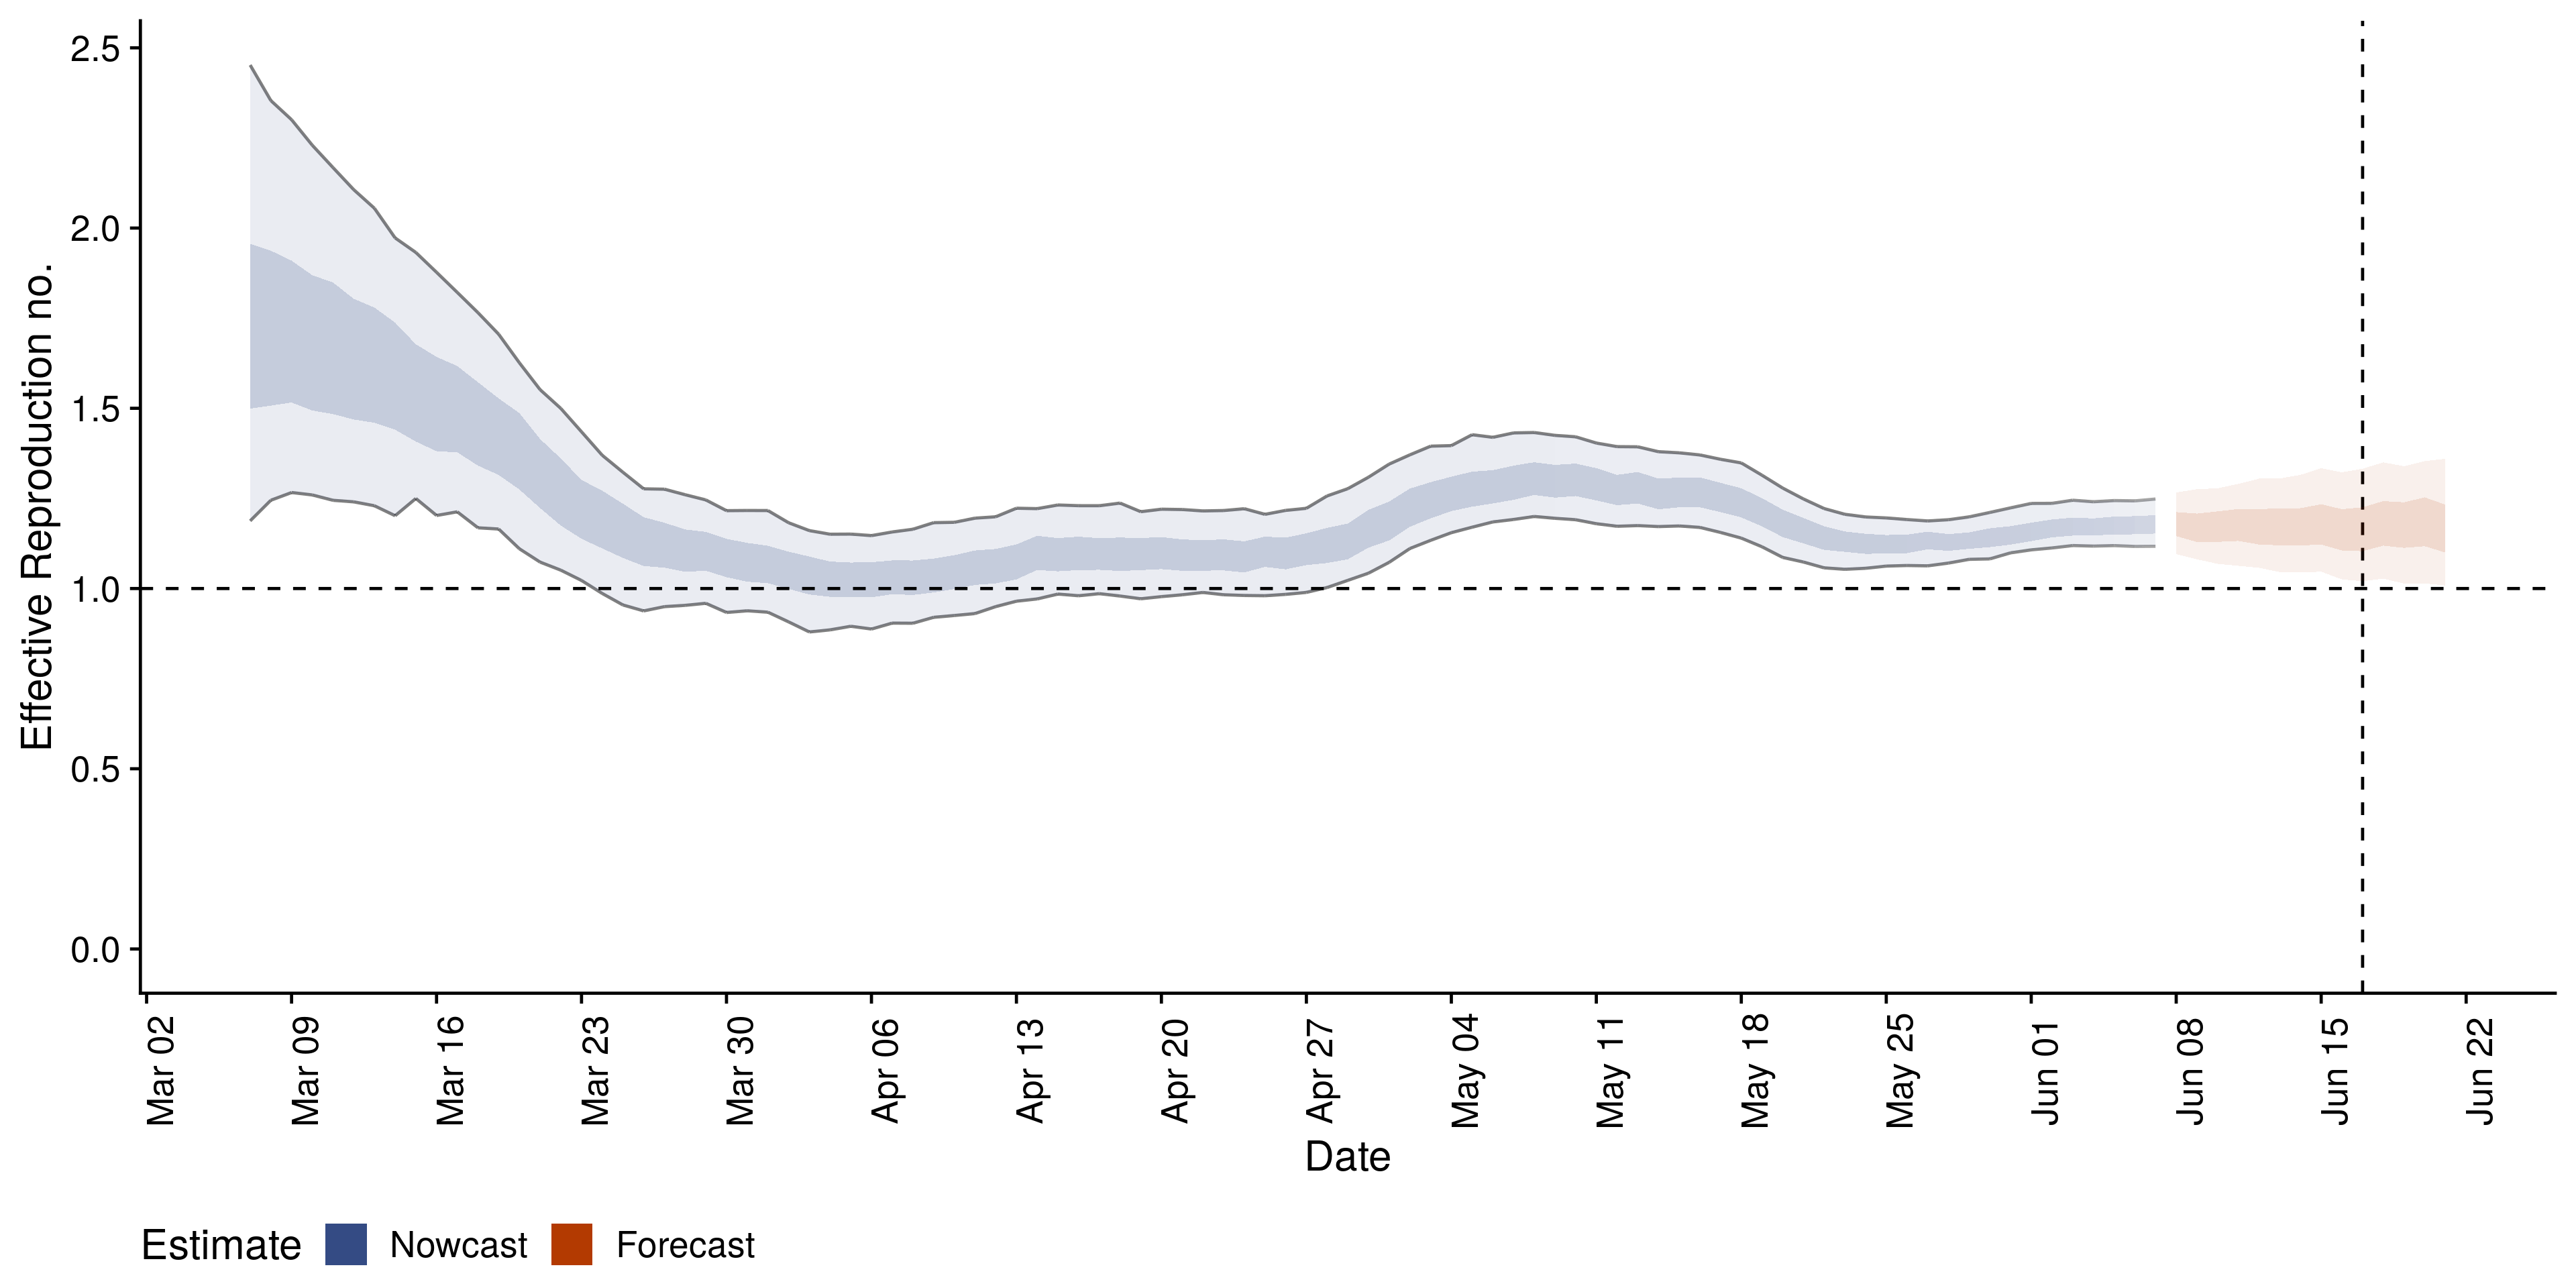 Effective Reproduction no.
2.5
2.0
1.5
1.0
0.5
0.0
Mar 02
Mar 09
Mar 16
Mar 23
Mar 30
Apr 06
Apr 13
Apr 20
Apr 27
May 04
May 11
May 18
May 25
Jun 01
Jun 08
Jun 15
Jun 22
Date
Estimate Nowcast Forecast